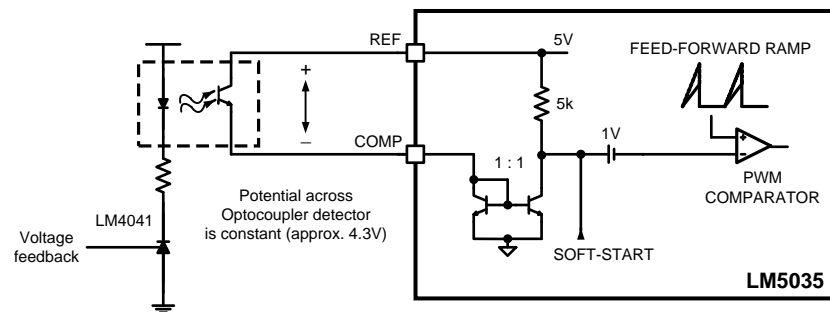 REF
5V
FEED-FORWARD RAMP
+
5k
–
COMP
1V
1 : 1
+
-
PWM
COMPARATOR
Potential across
Optocoupler detector
is constant (approx. 4.3V)
LM4041
Voltage
feedback
SOFT-START
LM5035